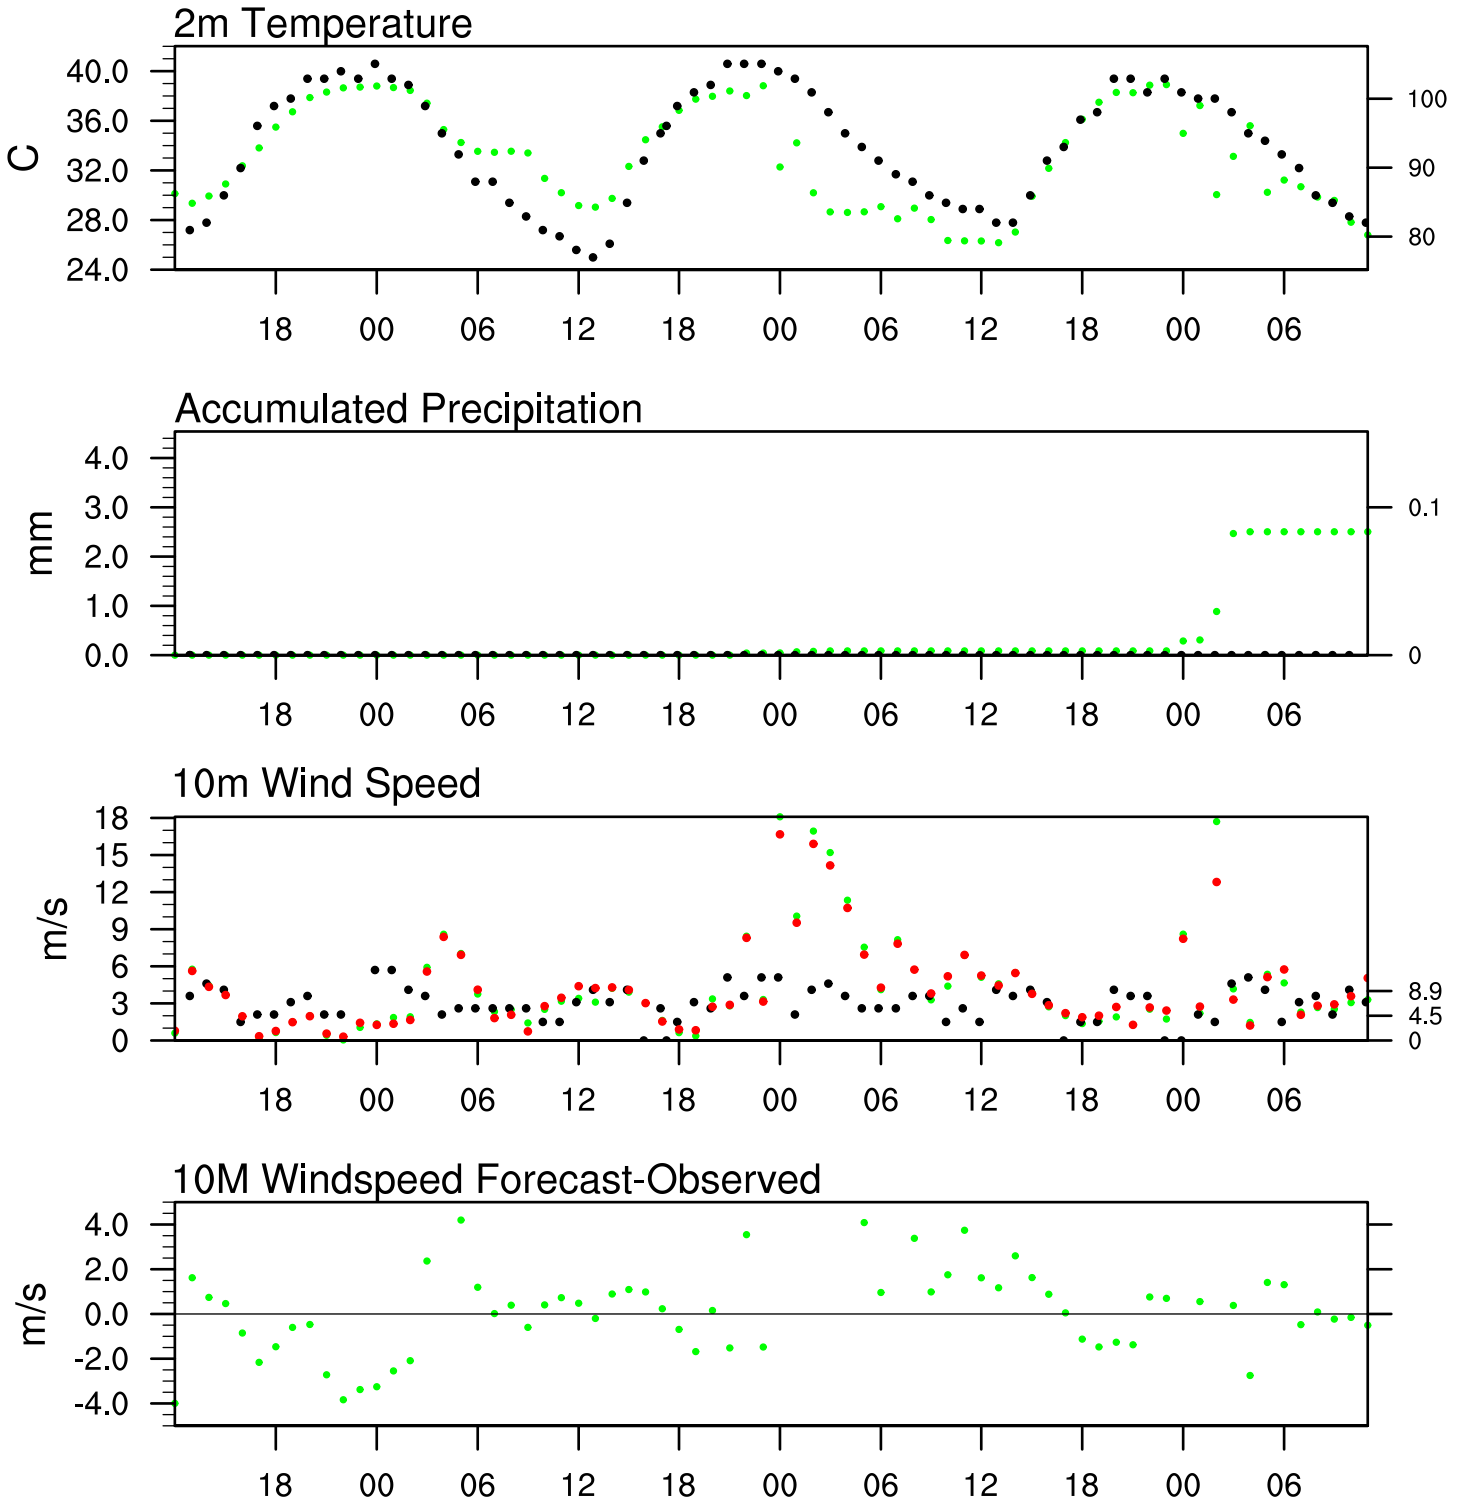 2m Temperature
40.0
36.0
32.0
28.0
24.0
C
100
90
80
18 00 06 12 18 00 06 12 18 00 06
Accumulated Precipitation
4.0
3.0
2.0
1.0
0.0
mm
0.1
0
18 00 06 12 18 00 06 12 18 00 06
10m Wind Speed
18
15
12
9
6
3
0
m/s
8.9
4.5
0
18 00 06 12 18 00 06 12 18 00 06
10M Windspeed Forecast-Observed
4.0
2.0
0.0
-2.0
-4.0
m/s
18 00 06 12 18 00 06 12 18 00 06